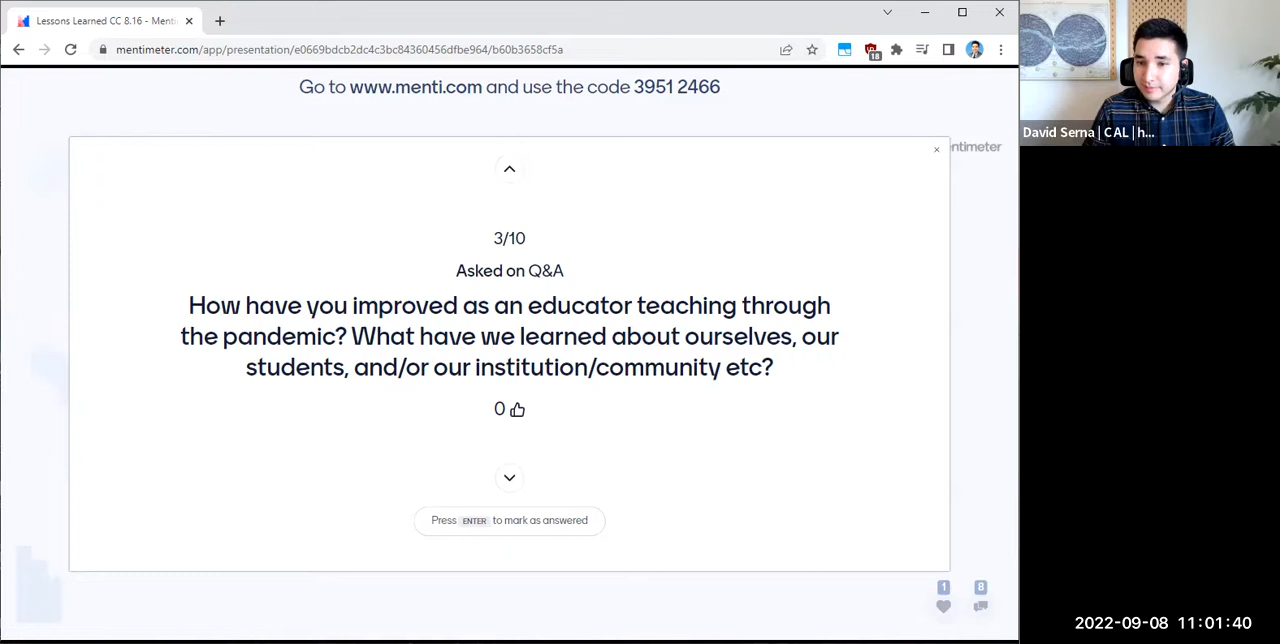 Lessons Learned CC 8.16 - Menti
mentimeter.com/app/presentation/e0669bdcb2dc4c3bc84360456dfbe964/b60b3658cf5a
18
Go to www.menti.com and use the code 3951 2466
ntimeter
3/10
Asked on Q&A
How have you improved as an educator teaching through
the pandemic? What have we learned about ourselves, our
students, and/or our institution/community etc?
0
Press ENTER to mark as answered
1 8
David Serna | CAL | h...
2022-09-08 11:01:40